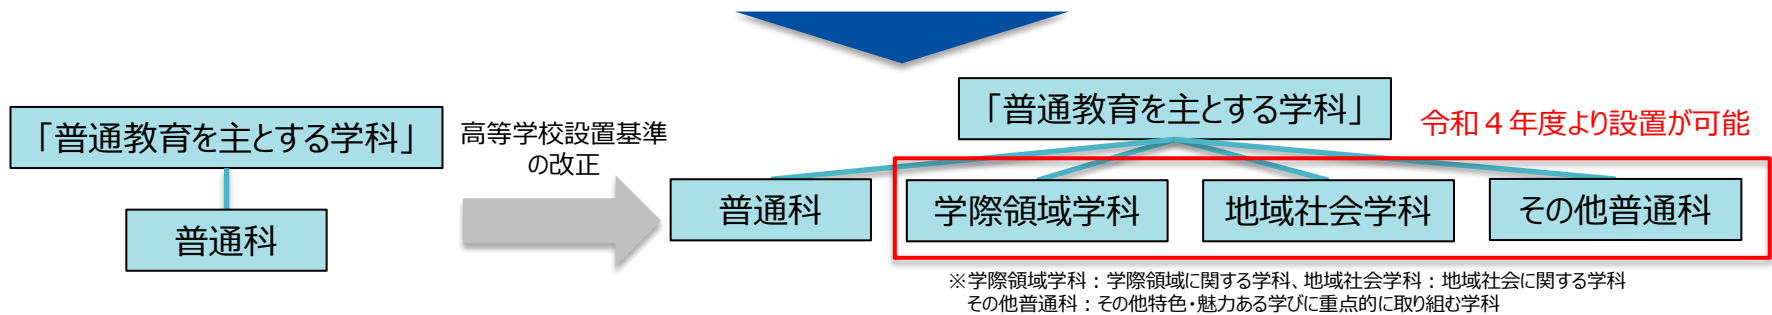 「普通教育を主とする学科」
普通科
高等学校設置基準
の改正
「普通教育を主とする学科」
令和４年度より設置が可能
普通科
学際領域学科
地域社会学科
その他普通科
※学際領域学科：学際領域に関する学科、地域社会学科：地域社会に関する学科
その他普通科：その他特色・魅力ある学びに重点的に取り組む学科